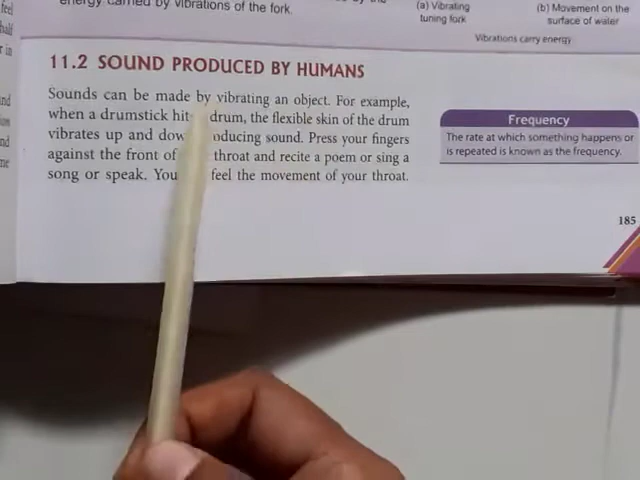 energy carried by vibrations of the fork.
(a) Vibrating
tuning fork
(b) Movement on the
surface of water
Vibrations carry energy
11.2 SOUND PRODUCED BY HUMANS
Sounds can be made by vibrating an object. For example,
when a drumstick hit drum, the flexible skin of the drum
vibrates up and dow oducing sound. Press your fingers
against the front of throat and recite a poem or sing a
song or speak. You feel the movement of your throat.
Frequency
The rate at which something happens or
is repeated is known as the frequency.
185